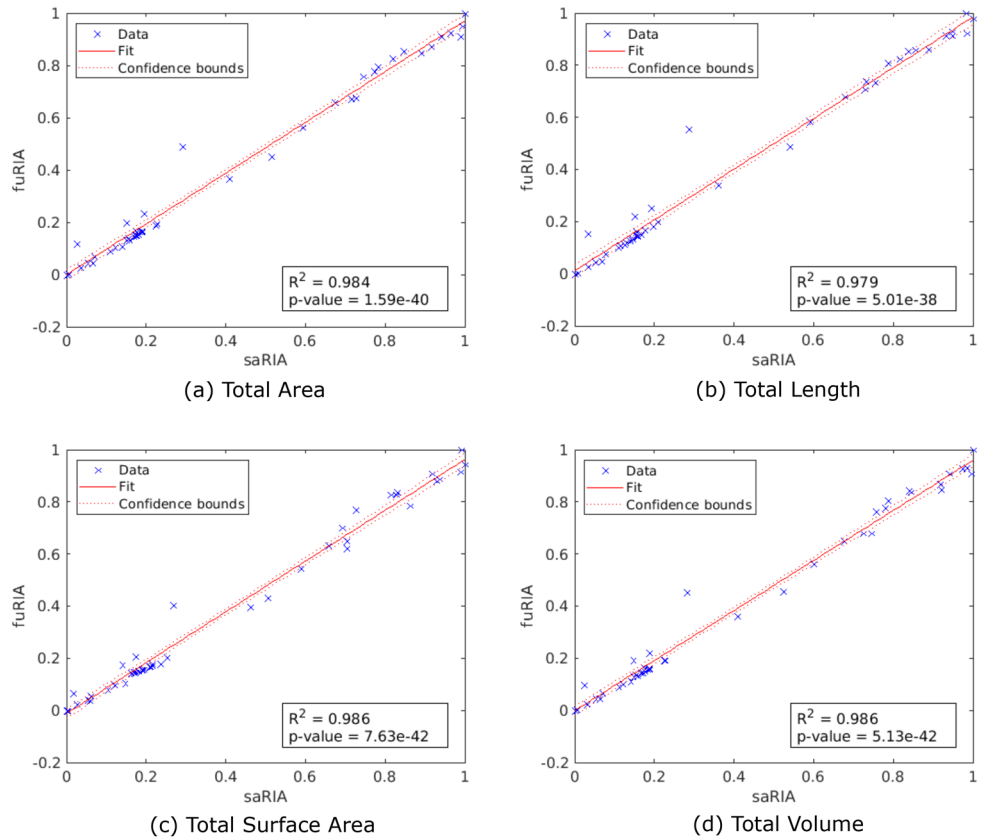 1
0.8
0.6
0.4
0.2
0
-0.2
fuRIA
Data
Fit
Confidence bounds
R² = 0.984
p-value = 1.59e-40
0 0.2 0.4 0.6 0.8 1
saRIA
(a) Total Area
1
0.8
0.6
0.4
0.2
0
-0.2
fuRIA
Data
Fit
Confidence bounds
R² = 0.979
p-value = 5.01e-38
0 0.2 0.4 0.6 0.8 1
saRIA
(b) Total Length
1
0.8
0.6
0.4
0.2
0
-0.2
fuRIA
Data
Fit
Confidence bounds
R² = 0.986
p-value = 7.63e-42
0 0.2 0.4 0.6 0.8 1
saRIA
(c) Total Surface Area
1
0.8
0.6
0.4
0.2
0
-0.2
fuRIA
Data
Fit
Confidence bounds
R² = 0.986
p-value = 5.13e-42
0 0.2 0.4 0.6 0.8 1
saRIA
(d) Total Volume